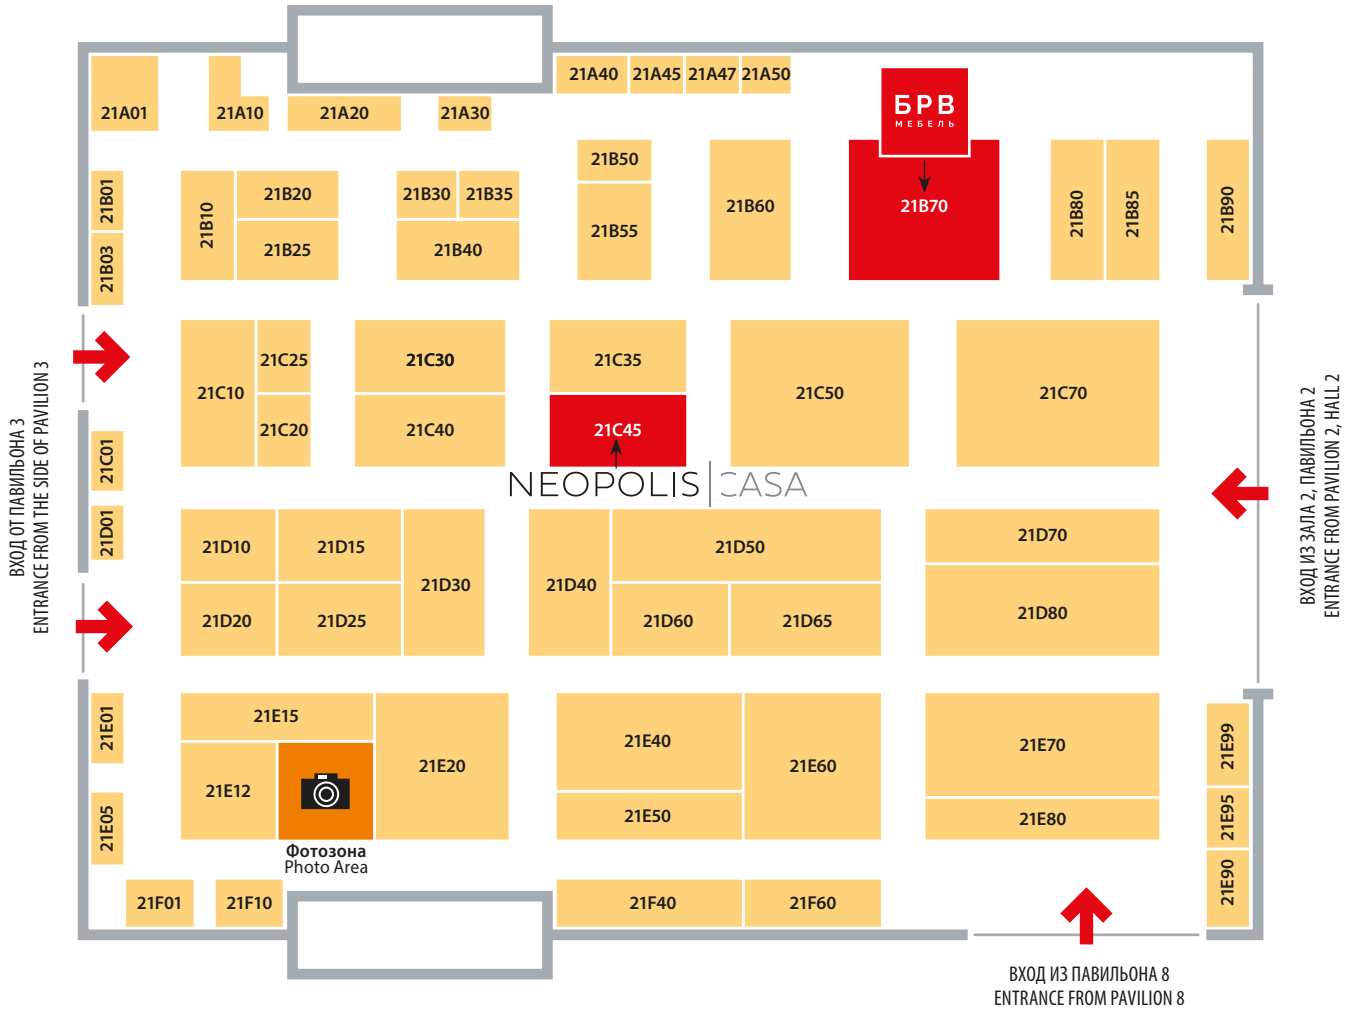 21A01
21A10
21A20
21A30
21A40
21A45
21A47
21A50
БРВ
МЕБЕЛЬ
21B01
21B03
21B10
21B20
21B25
21B30
21B35
21B40
21B50
21B55
21B60
21B70
21B80
21B85
21B90
21C10
21C25
21C20
21C30
21C40
21C35
21C45
21C50
21C70
NEOPOLIS CASA
21C01
21D01
ВХОД ОТ ПАВИЛЬОНА 3
ENTRANCE FROM THE SIDE OF PAVILION 3
ВХОД ИЗ ЗАЛА 2, ПАВИЛЬОНА 2
ENTRANCE FROM PAVILION 2, HALL 2
21D10
21D15
21D20
21D25
21D30
21D40
21D50
21D60
21D65
21D70
21D80
21E01
21E05
21E15
21E12
21E20
Фотозона
Photo Area
21E40
21E50
21E60
21E70
21E80
21E99
21E95
21E90
21F01
21F10
21F40
21F60
ВХОД ИЗ ПАВИЛЬОНА 8
ENTRANCE FROM PAVILION 8